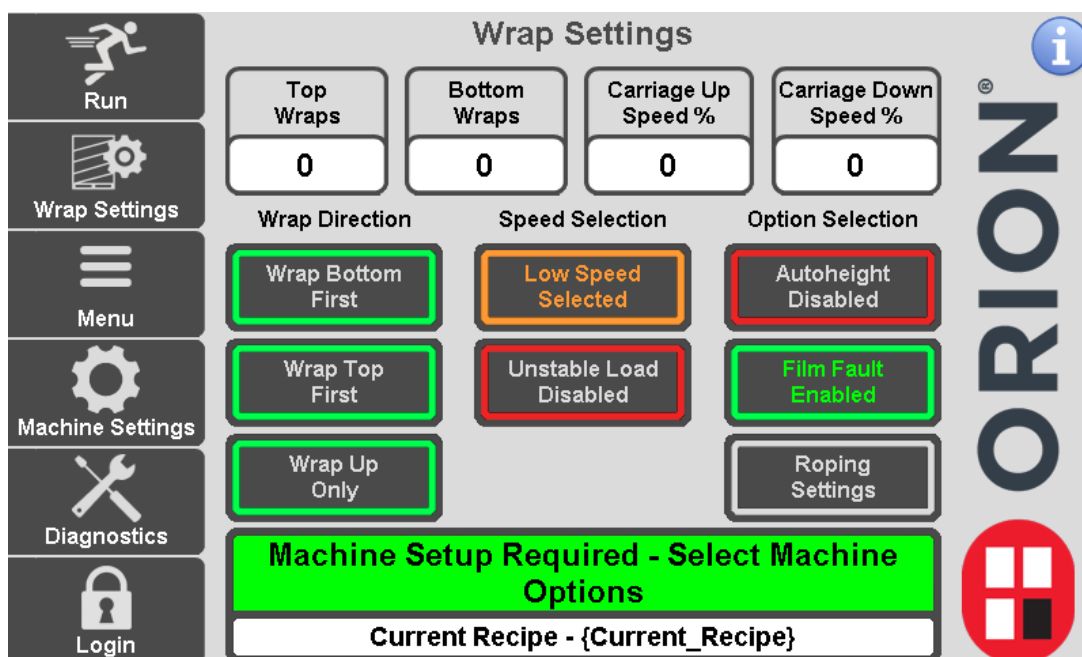 Run
Wrap Settings
Menu
Machine Settings
Diagnostics
Login
Wrap Settings
i
Top
Wraps
0
Bottom
Wraps
0
Carriage Up
Speed %
0
Carriage Down
Speed %
0
Wrap Direction
Speed Selection
Option Selection
Wrap Bottom
First
Low Speed
Selected
Autoheight
Disabled
Wrap Top
First
Unstable Load
Disabled
Film Fault
Enabled
Wrap Up
Only
Roping
Settings
Machine Setup Required - Select Machine
Options
Current Recipe - {Current_Recipe}
ORION®